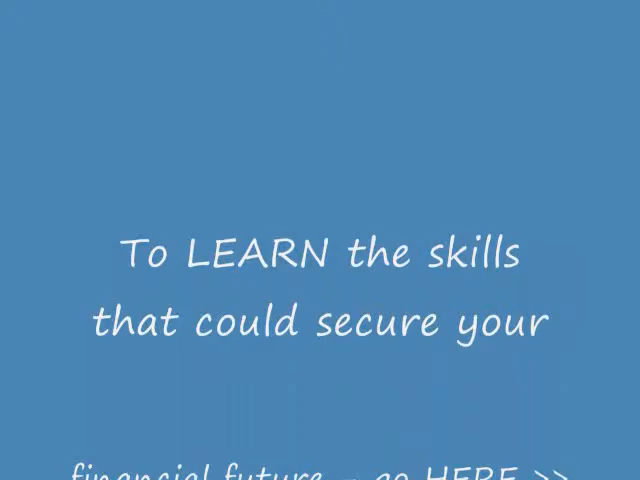 To LEARN the skills
that could secure your
financial future - go HERE >>